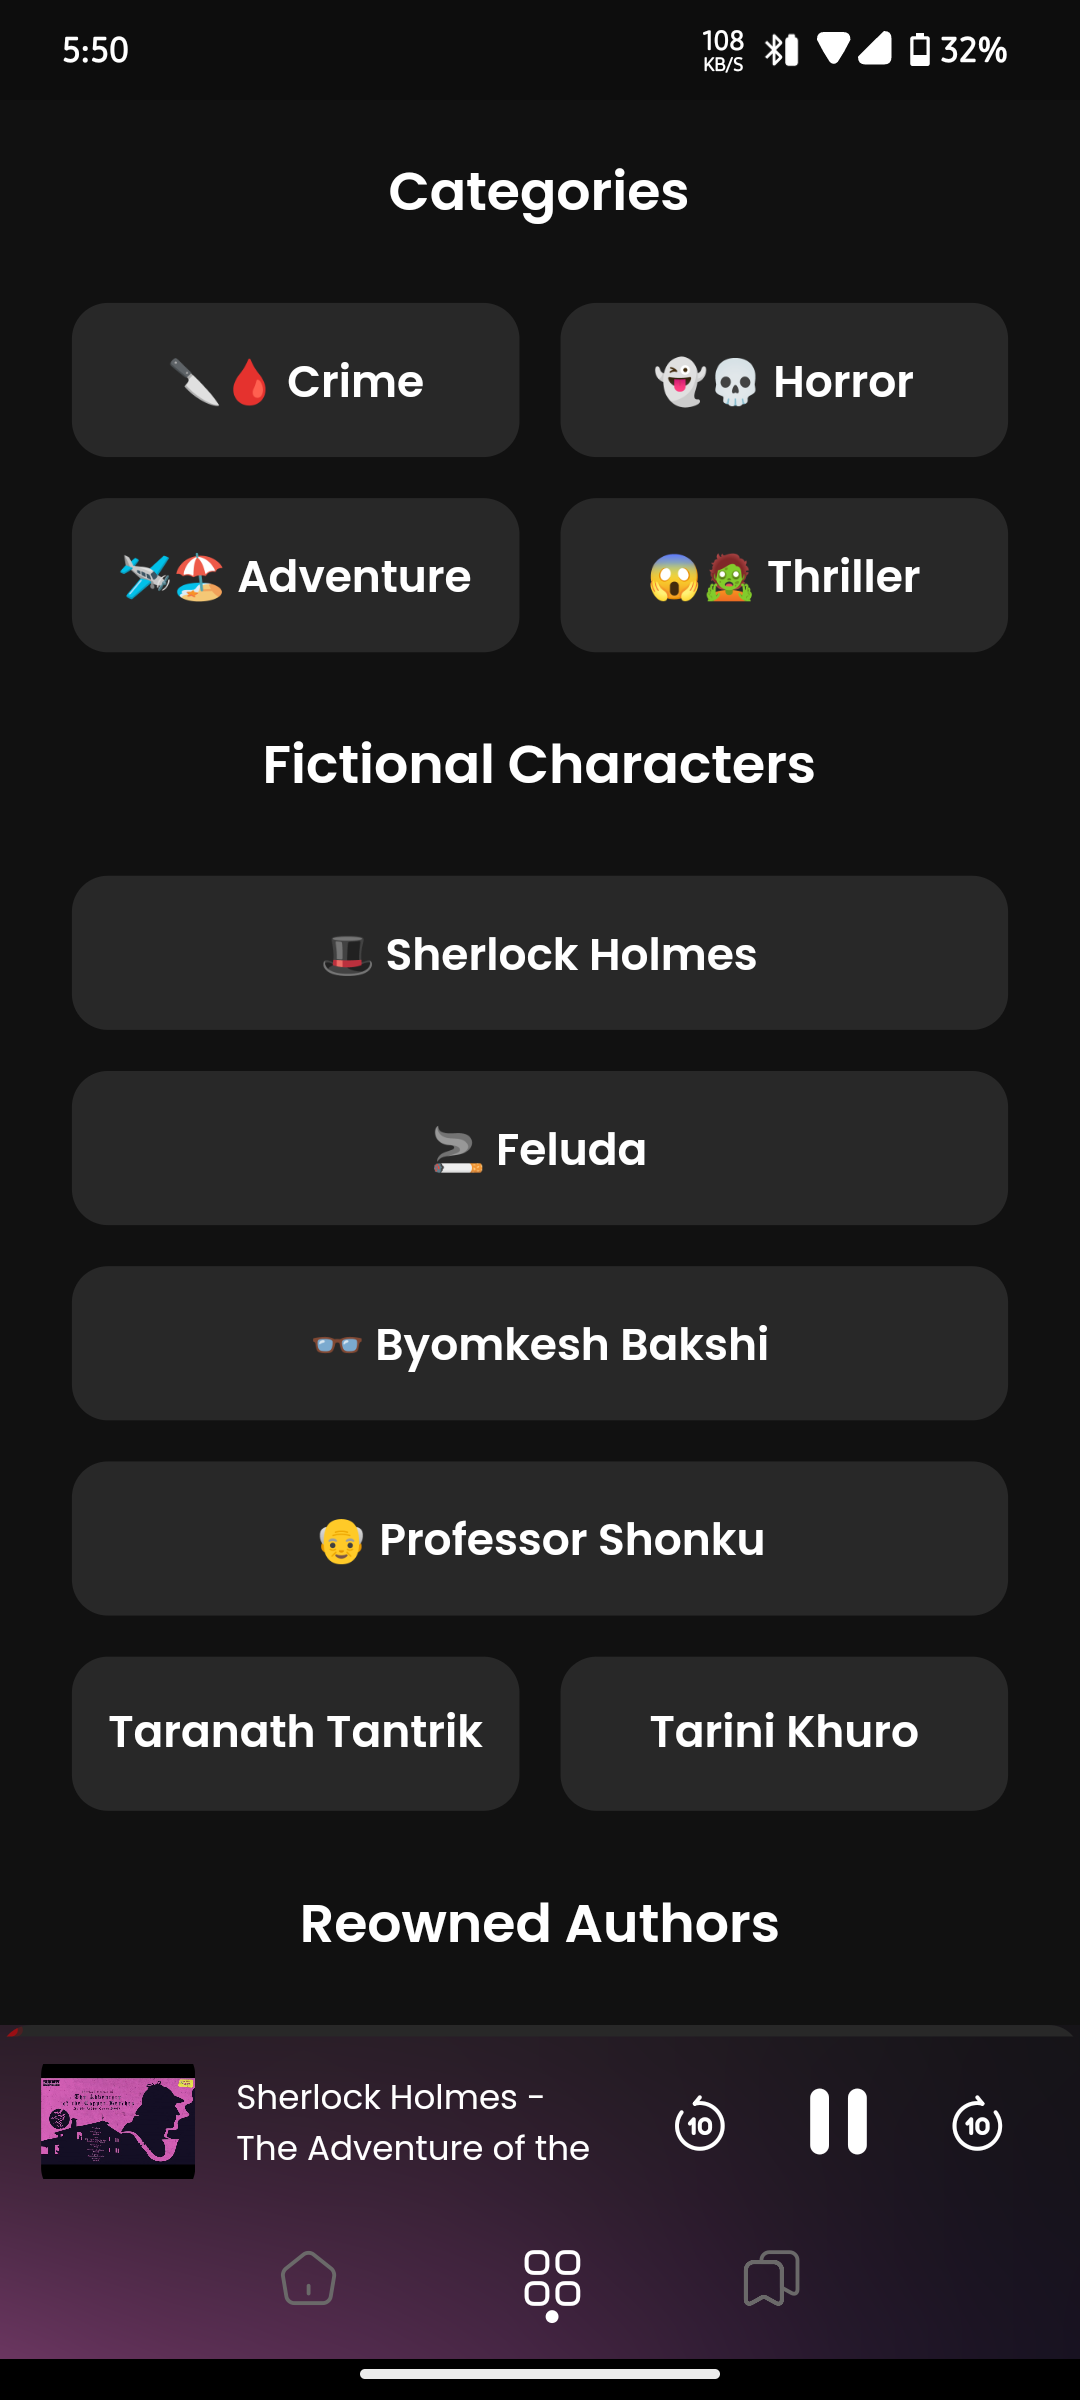 5:50
108
KB/S
32%
Categories
Crime
Horror
Adventure
Thriller
Fictional Characters
Sherlock Holmes
Feluda
Byomkesh Bakshi
Professor Shonku
Taranath Tantrik
Tarini Khuro
Reowned Authors
Sherlock Holmes -
The Adventure of the
10
10